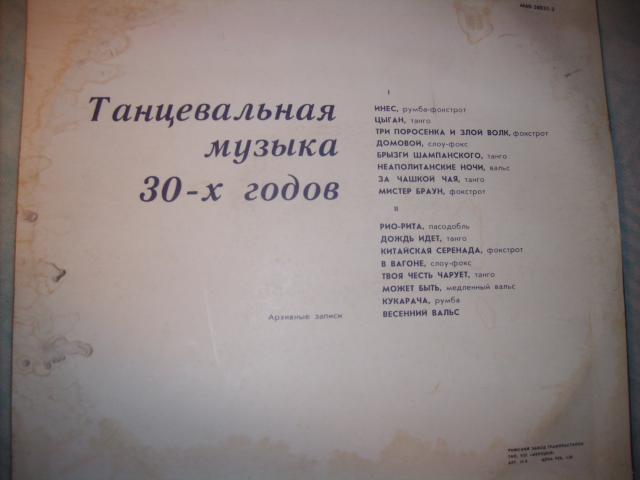 Танцевальная
музыка
30-х годов
Архивные записи
I
ИНЕС, румба-фокстрот
ЦЫГАН, танго
ТРИ ПОРОСЕНКА И ЗЛОЙ ВОЛК, фокстрот
ДОМОВОЙ, слоу-фокс
БРЫЗГИ ШАМПАНСКОГО, танго
НЕАПОЛИТАНСКИЕ НОЧИ, вальс
ЗА ЧАШКОЙ ЧАЯ, танго
МИСТЕР БРАУН, фокстрот
II
РИО-РИТА, пасодобль
ДОЖДЬ ИДЕТ, танго
КИТАЙСКАЯ СЕРЕНАДА, фокстрот
В ВАГОНЕ, слоу-фокс
ТВОЯ ЧЕСТЬ ЧАРУЕТ, танго
МОЖЕТ БЫТЬ, медленный вальс
КУКАРАЧА, румба
ВЕСЕННИЙ ВАЛЬС
РИЖСКИЙ ЗАВОД ГРАМПЛАСТИНОК